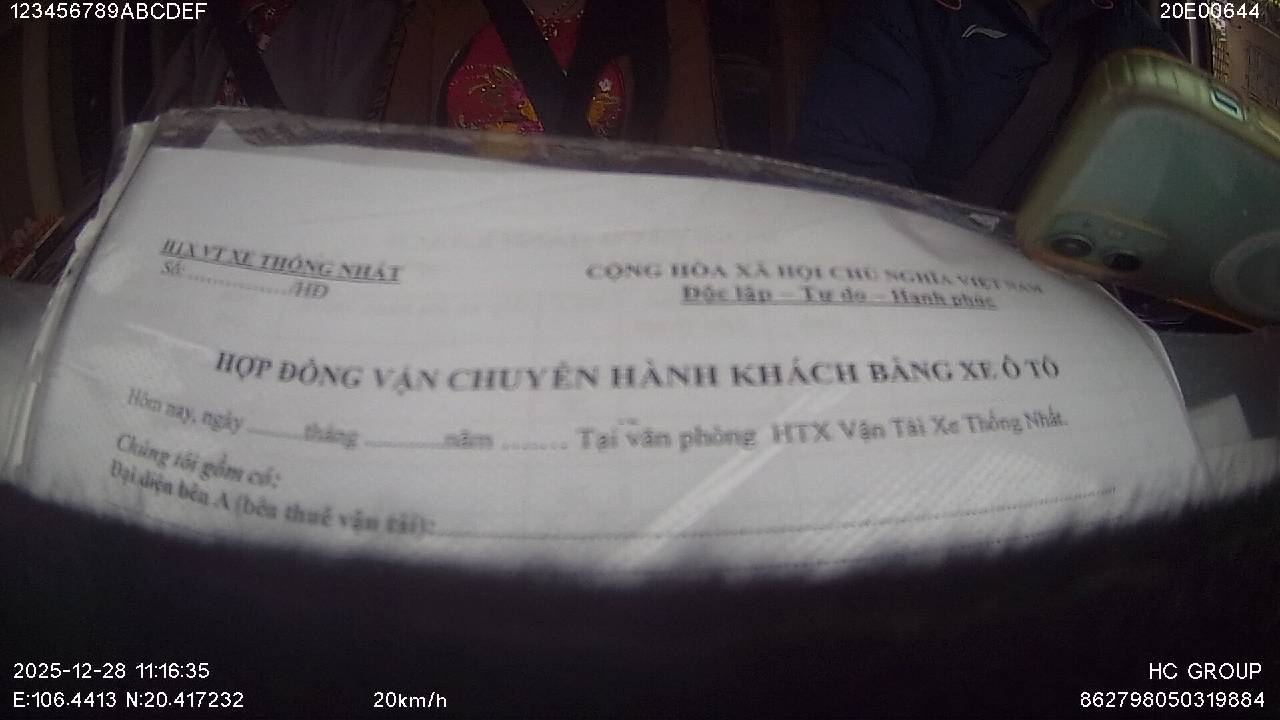 123456789ABCDEF
20E00644
HTX VT XE THỐNG NHẤT
Số: ................../HĐ
CỘNG HÒA XÃ HỘI CHỦ NGHĨA VIỆT NAM
Độc lập – Tự do – Hạnh phúc
HỢP ĐỒNG VẬN CHUYỂN HÀNH KHÁCH BẰNG XE Ô TÔ
Hôm nay, ngày ..........tháng .............năm ........ Tại văn phòng HTX Vận Tải Xe Thống Nhất.
Chúng tôi gồm có:
Đại diện bên A (bên thuê vận tải):
2025-12-28 11:16:35
HC GROUP
E:106.4413 N:20.417232
20km/h
862798050319884